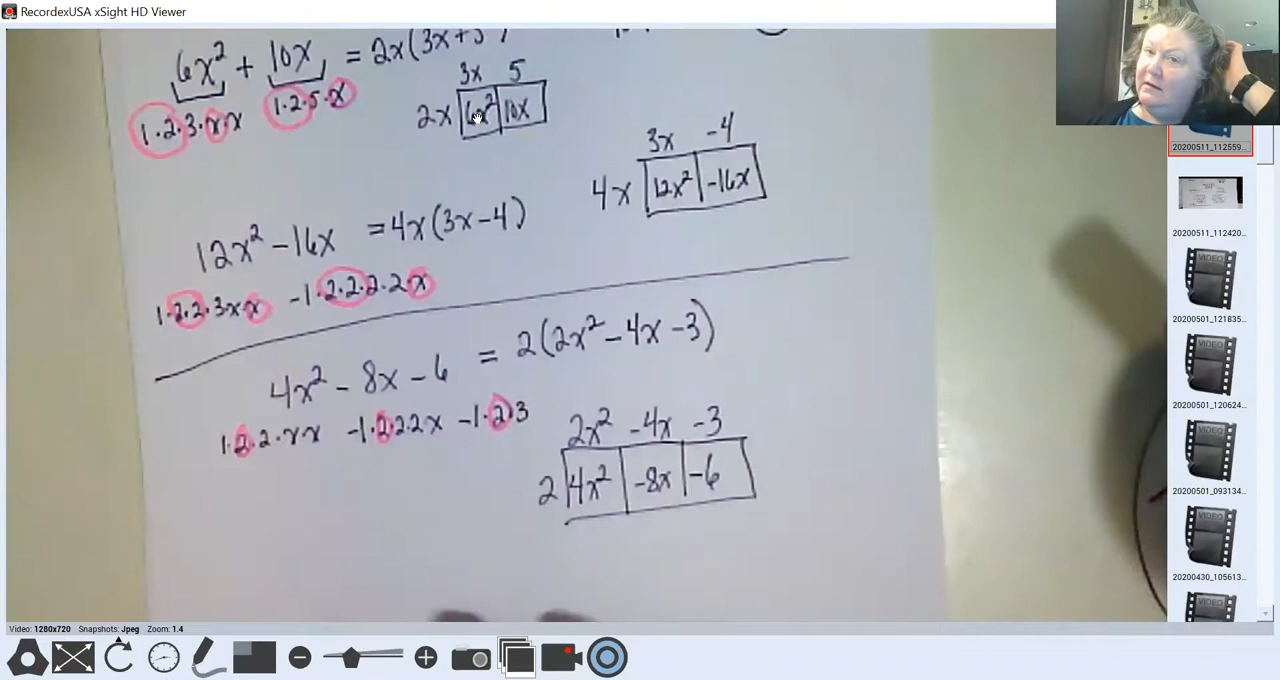 RecordexUSA xSight HD Viewer
6x² + 10x = 2x(3x+5)
3x 5
2x 6x² 10x
1·2·3·x·x 1·2·5·x
3x -4
4x 12x² -16x
12x² - 16x = 4x(3x-4)
1·2·2·3x·x -1·2·2·2·2·x
4x² - 8x - 6 = 2(2x² - 4x - 3)
1·2·2·x·x -1·2·2·2x -1·2·3
2x² -4x -3
2 4x² -8x -6
20200511_112559...
20200511_112420...
20200501_121835...
20200501_120624...
20200501_093134...
20200430_105613...
Video: 1280x720 Snapshots: Jpeg Zoom: 1.4